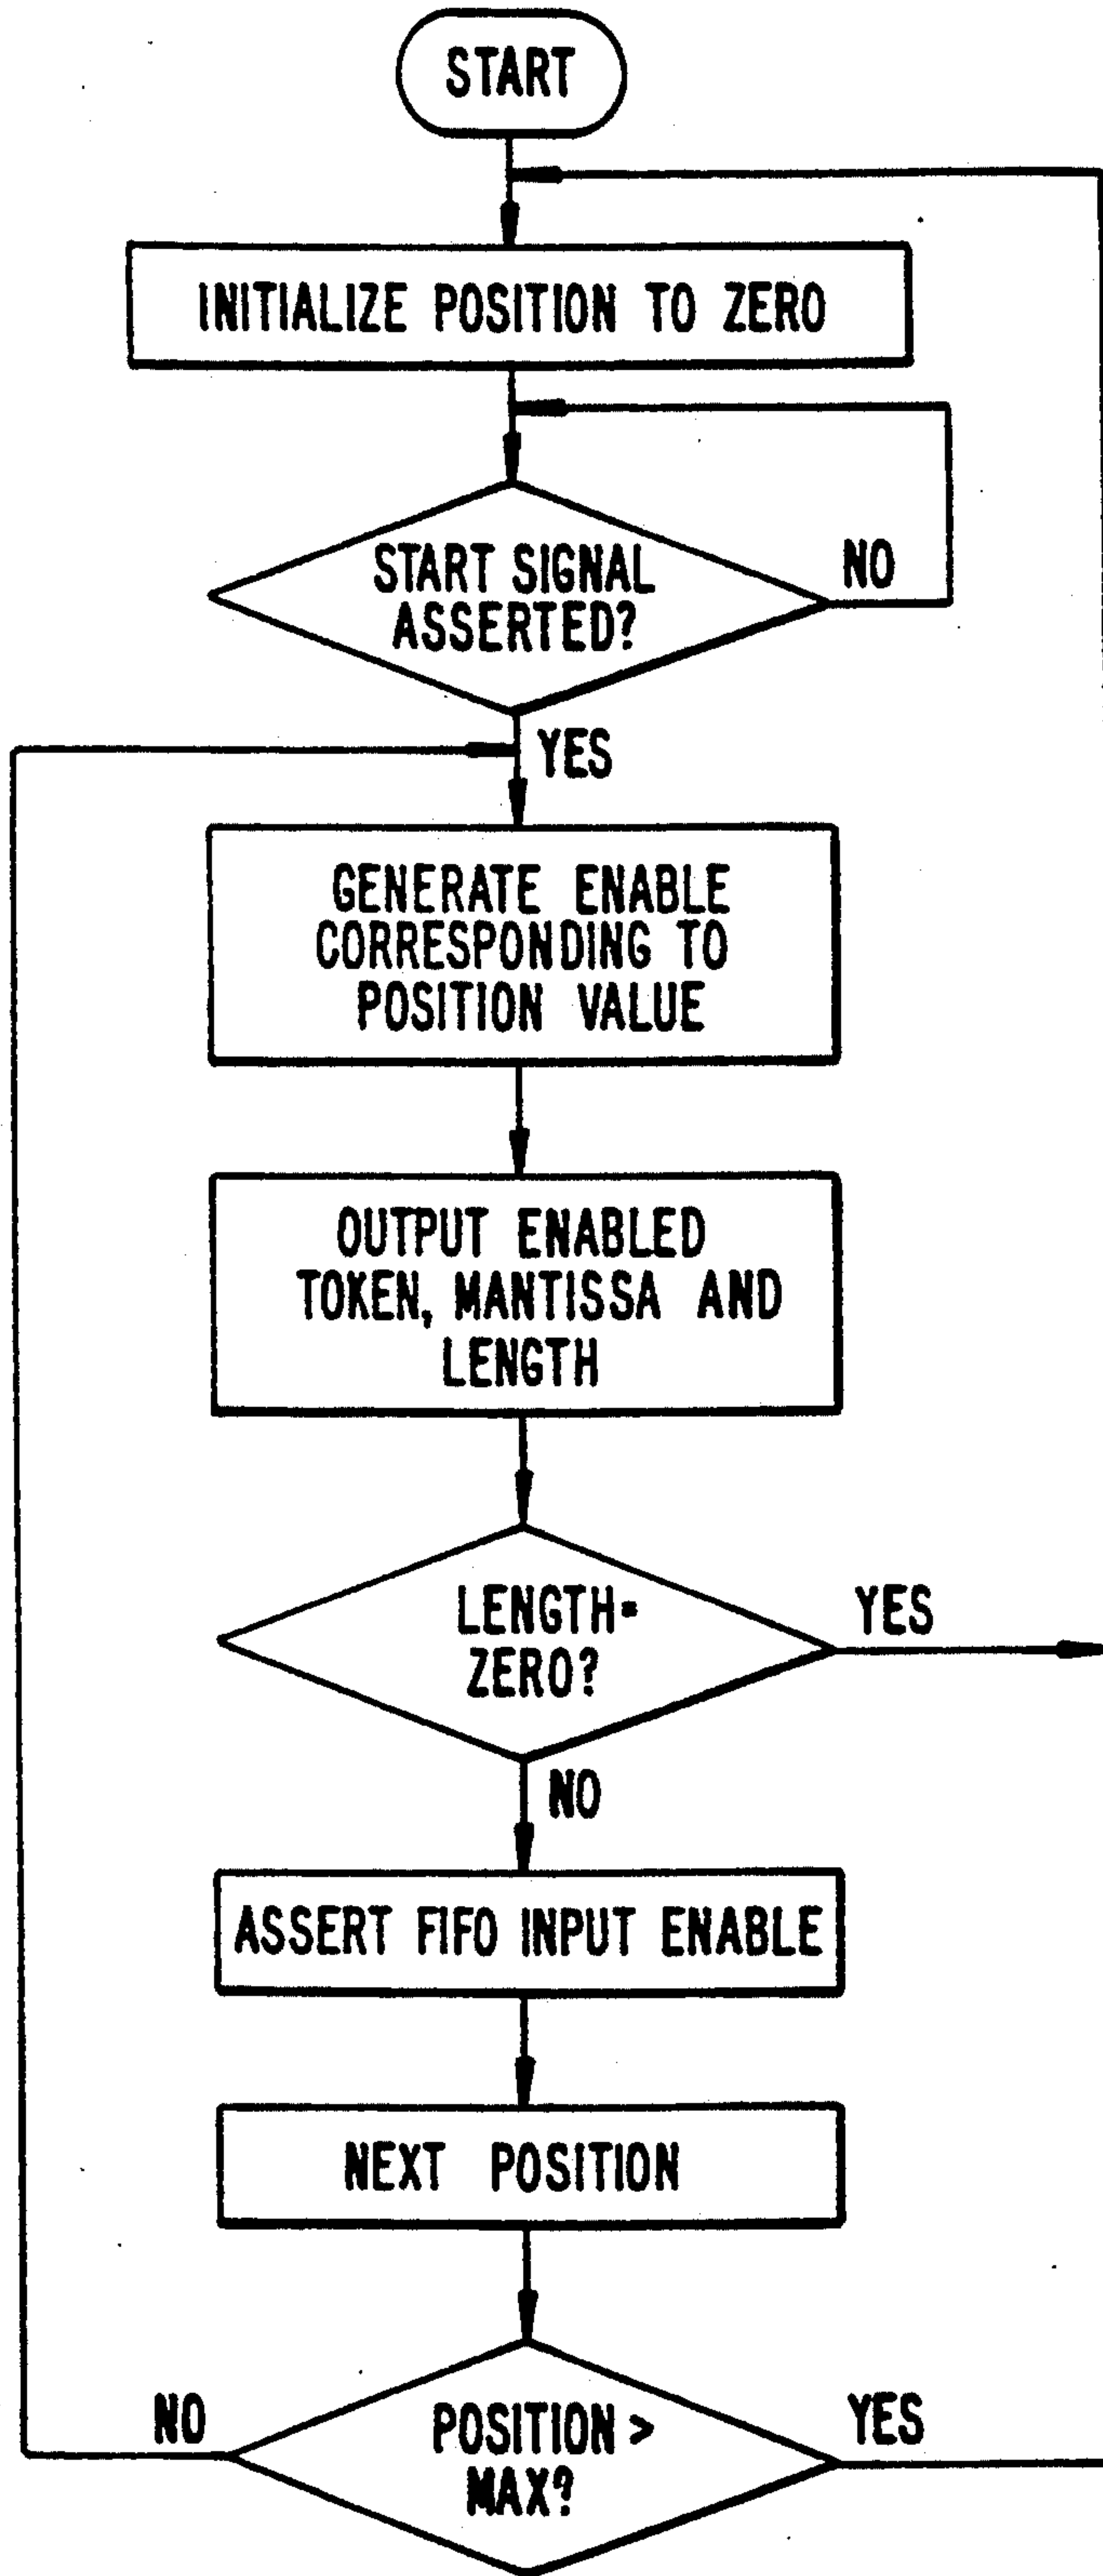 START
INITIALIZE POSITION TO ZERO
START SIGNAL
ASSERTED?
NO
YES
GENERATE ENABLE
CORRESPONDING TO
POSITION VALUE
OUTPUT ENABLED
TOKEN, MANTISSA AND
LENGTH
LENGTH=
ZERO?
YES
NO
ASSERT FIFO INPUT ENABLE
NEXT POSITION
NO
POSITION >
MAX?
YES